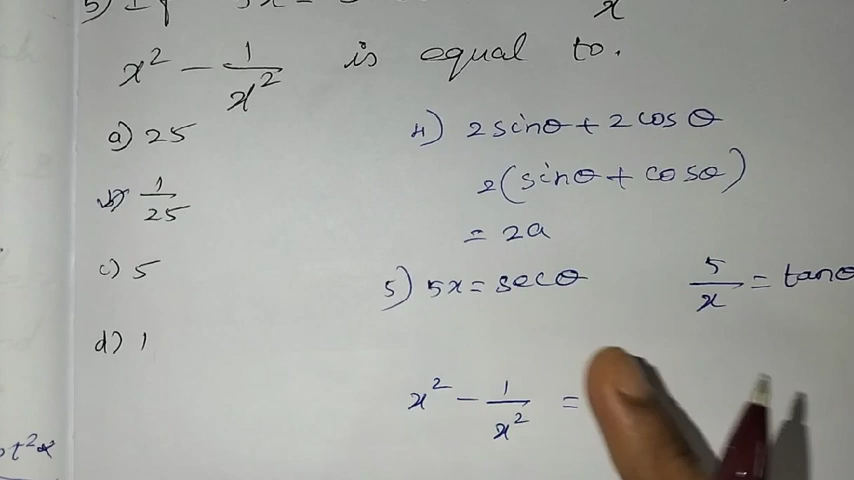 x
x² - 1/x² is equal to.
a) 25
b) 1/25
c) 5
d) 1
4) 2sinθ + 2cosθ
2(sinθ + cosθ)
= 2a
5) 5x = secθ 5/x = tanθ
x² - 1/x² =